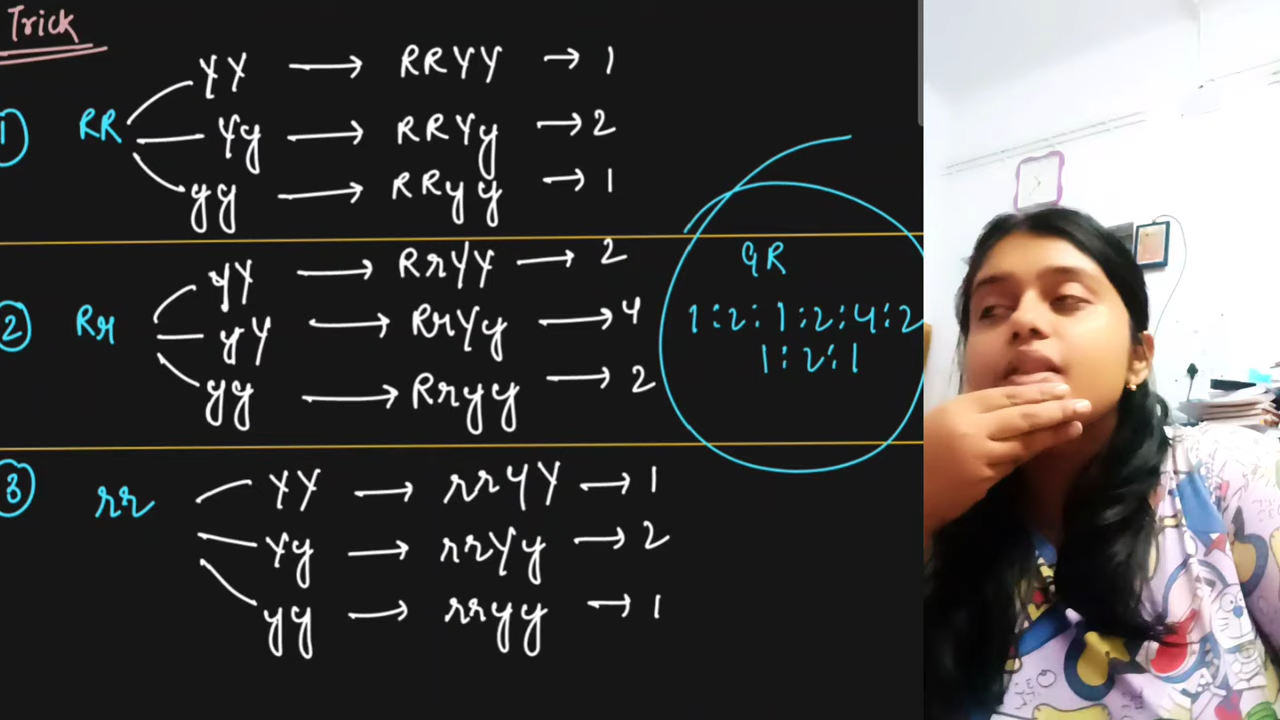 Trick
1 RR
YY → RRYY → 1
Yy → RRYy → 2
yy → RRyy → 1
2 Rr
yY → RrYY → 2
yY → RrYy → 4
yy → Rryy → 2
GR
1:2:1:2:4:2
1:2:1
3 rr
YY → rrYY → 1
Yy → rrYy → 2
yy → rryy → 1